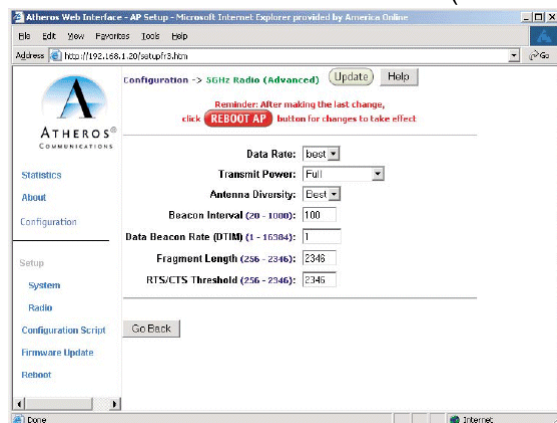 Atheros Web Interface - AP Setup - Microsoft Internet Explorer provided by America Online
File Edit View Favorites Tools Help
Address http://192.168.1.20/setupfr3.htm Go
Configuration -> 5GHz Radio (Advanced) Update Help
Reminder: After making the last change,
click REBOOT AP button for changes to take effect
ATHEROS®
COMMUNICATIONS
Statistics
About
Configuration
Setup
System
Radio
Configuration Script
Firmware Update
Reboot
Data Rate: best
Transmit Power: Full
Antenna Diversity: Best
Beacon Interval (20 - 1000): 100
Data Beacon Rate (DTIM) (1 - 16384): 1
Fragment Length (256 - 2346): 2346
RTS/CTS Threshold (256 - 2346): 2346
Go Back
Done
Internet